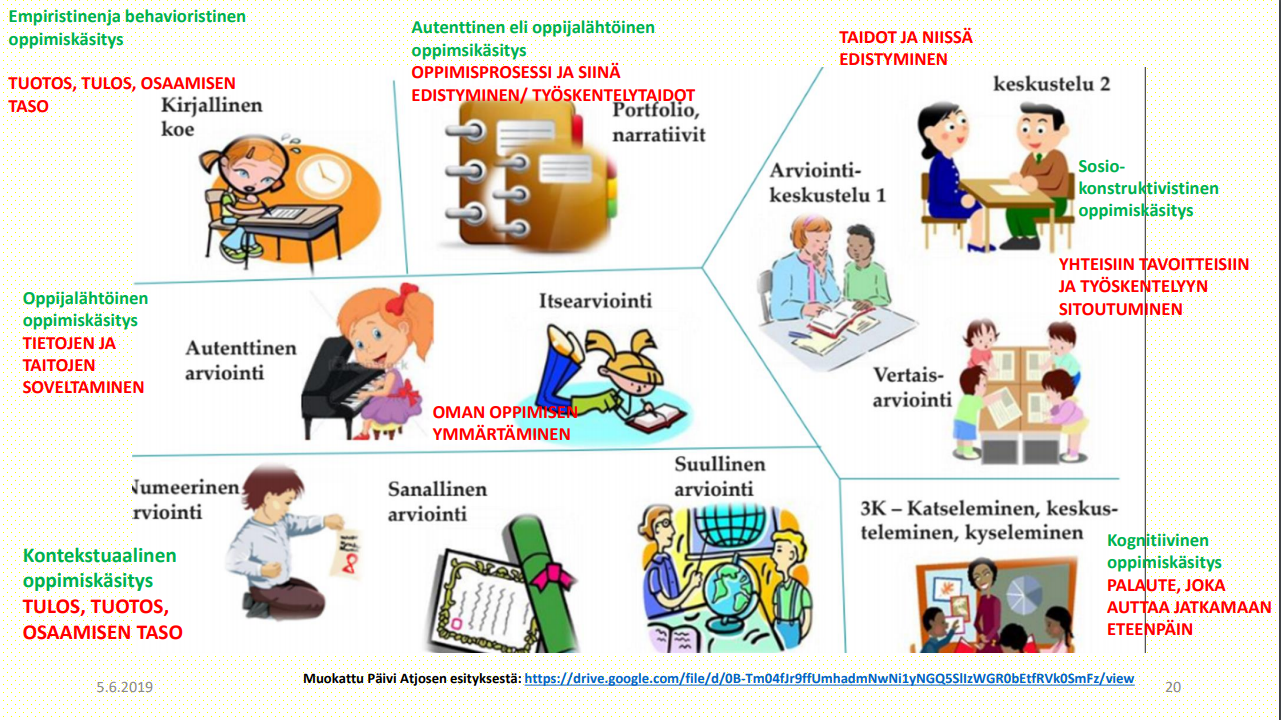 Empiristinenja behavioristinen
oppimiskäsitys
TUOTOS, TULOS, OSAAMISEN
TASO
Kirjallinen
koe
Autenttinen eli oppijalähtöinen
oppimsikäsitys
OPPIMISPROSESSI JA SIINÄ
EDISTYMINEN/ TYÖSKENTELYTAIDOT
Portfolio,
narratiivit
TAIDOT JA NIISSÄ
EDISTYMINEN
keskustelu 2
Arviointi-
keskustelu 1
Sosio-
konstruktivistinen
oppimiskäsitys
YHTEISIIN TAVOITTEISIIN
JA TYÖSKENTELYYN
SITOUTUMINEN
Oppijalähtöinen
oppimiskäsitys
TIETOJEN JA
TAITOJEN
SOVELTAMINEN
Autenttinen
arviointi
Itsearviointi
OMAN OPPIMISEN
YMMÄRTÄMINEN
Vertais-
arviointi
Numeerinen
rviointi
Sanallinen
arviointi
Suullinen
arviointi
3K – Katseleminen, keskus-
teleminen, kyseleminen
Kontekstuaalinen
oppimiskäsitys
TULOS, TUOTOS,
OSAAMISEN TASO
Kognitiivinen
oppimiskäsitys
PALAUTE, JOKA
AUTTAA JATKAMAAN
ETEENPÄIN
5.6.2019
Muokattu Päivi Atjosen esityksestä: https://drive.google.com/file/d/0B-Tm04fJr9ffUmhadmNwNi1yNGQ5SlIzWGR0bEtfRVk0SmFz/view
20